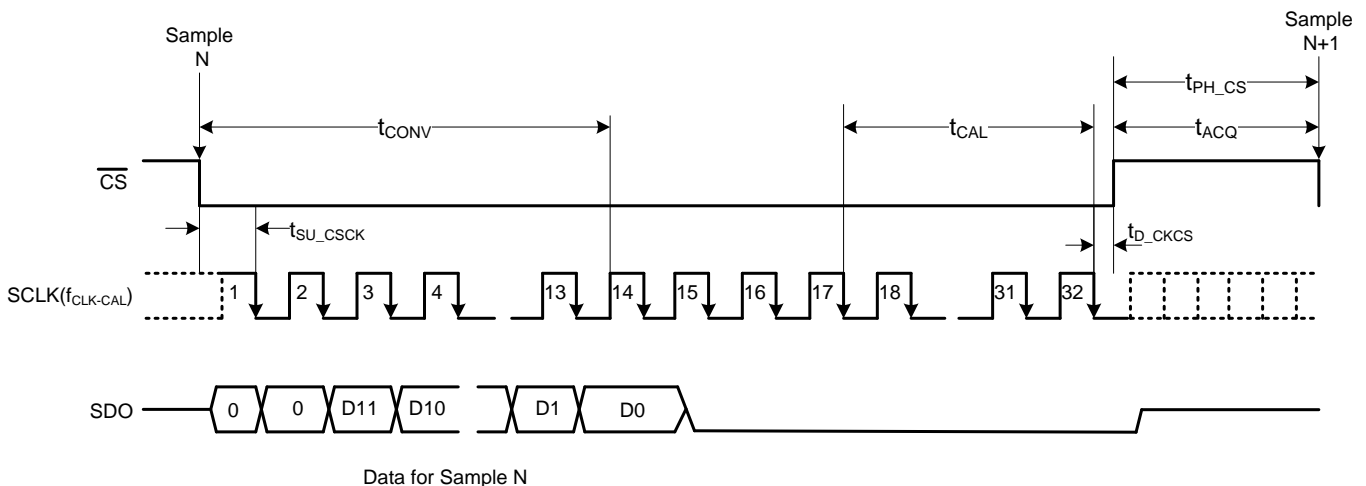 Sample
N
Sample
N+1
tPH_CS
tCONV
tCAL
tACQ
CS
tSU_CSCK
tD_CKCS
SCLK(fCLK-CAL)
1 2 3 4 13 14 15 16 17 18 31 32
SDO
0 0 D11 D10 D1 D0
Data for Sample N